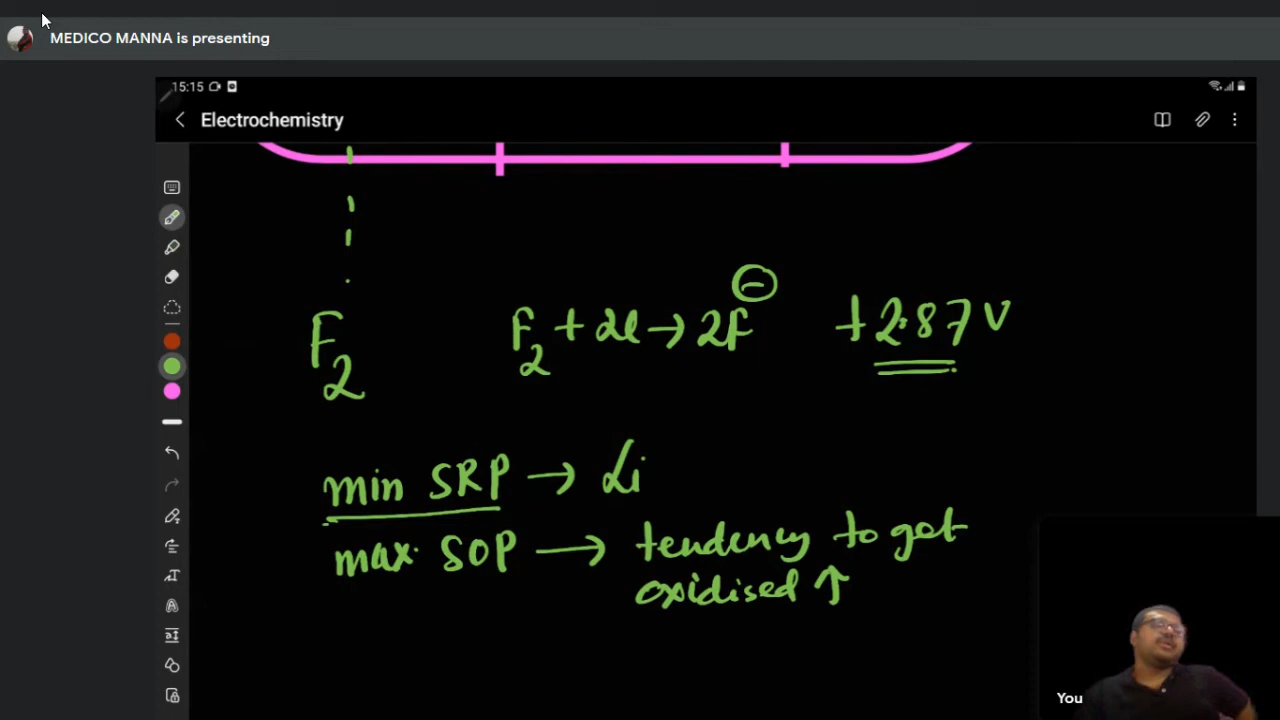 MEDICO MANNA is presenting
15:15
Electrochemistry
F2 F2 + 2e → 2F⊖ +2.87 V
min SRP → Li
max. SOP → tendency to get
oxidised ↑
You